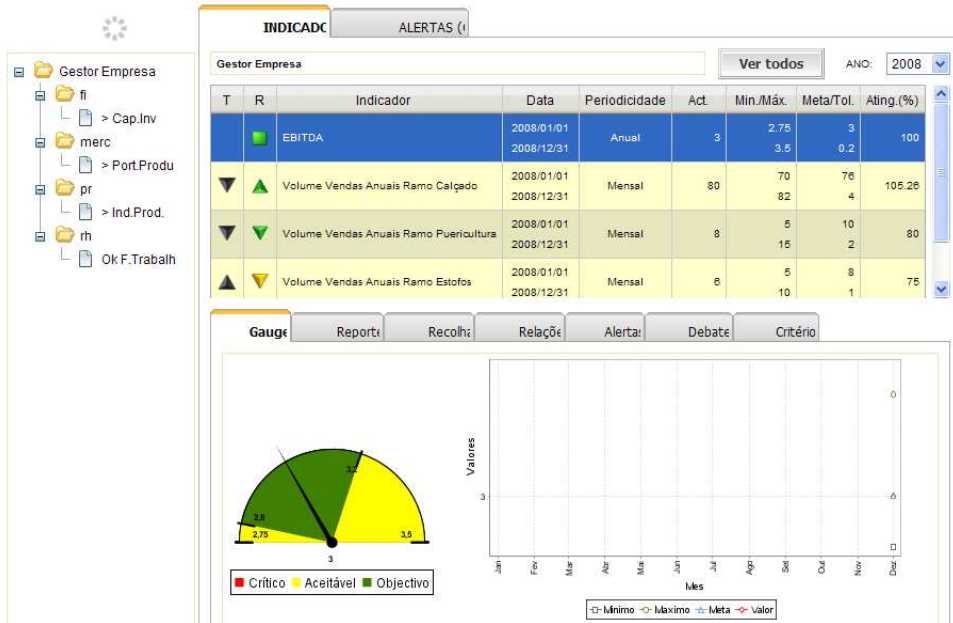 INDICADO
ALERTAS (
Gestor Empresa
fi
> Cap.Inv
merc
> Port.Produ
pr
> Ind.Prod.
rh
Ok F.Trabalh
Gestor Empresa
Ver todos
ANO: 2008
T R Indicador Data Periodicidade Act. Min./Máx. Meta/Tol. Ating.(%)
EBITDA 2008/01/01 2008/12/31 Anual 3 2.75 3.5 3 0.2 100
Volume Vendas Anuais Ramo Calçado 2008/01/01 2008/12/31 Mensal 80 70 82 76 4 105.26
Volume Vendas Anuais Ramo Puericultura 2008/01/01 2008/12/31 Mensal 8 5 15 10 2 80
Volume Vendas Anuais Ramo Estofos 2008/01/01 2008/12/31 Mensal 6 5 10 8 1 75
Gauge Reporte Recolha Relaçõe Alertas Debate Critério
2,75
2,8
3,2
3,5
3
Crítico Aceitável Objectivo
Valores
3
Jan Fev Mar Abr Mai Jun Jul Ago Set Out Nov Dez
Mes
Minimo Maximo Meta Valor